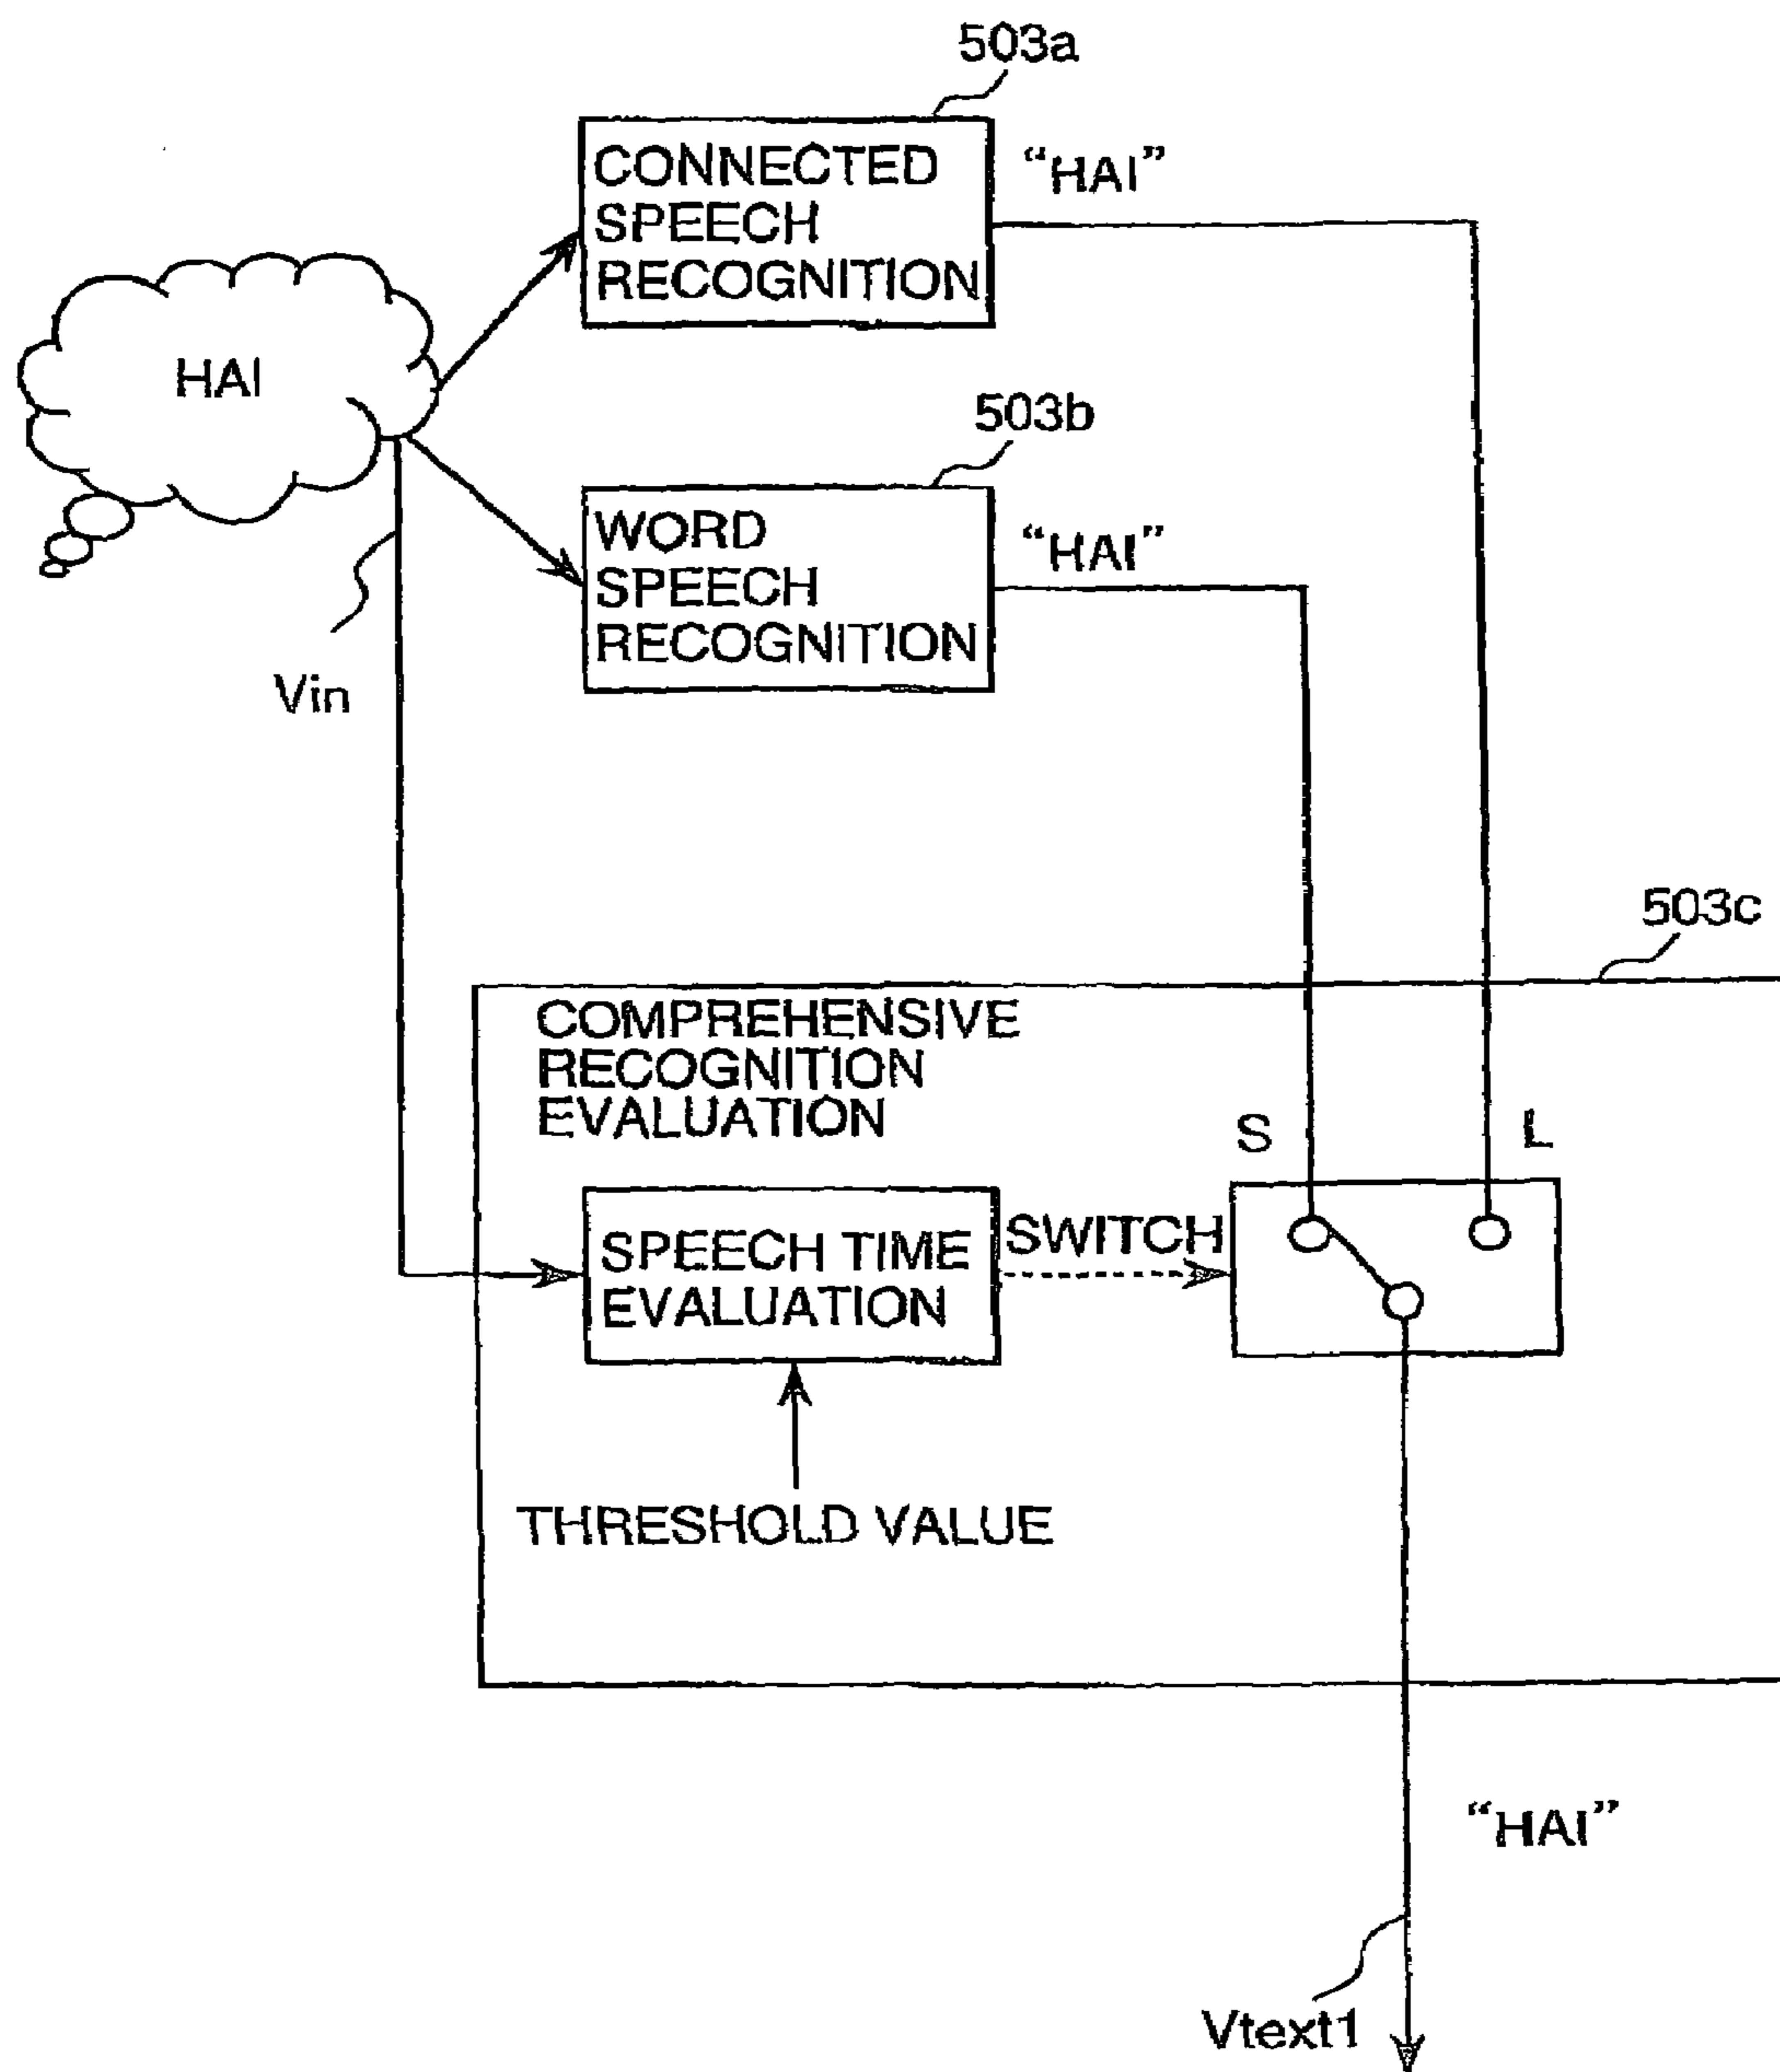 503a
CONNECTED
SPEECH
RECOGNITION
“HAI”
HAI
503b
WORD
SPEECH
RECOGNITION
“HAI”
Vin
503c
COMPREHENSIVE
RECOGNITION
EVALUATION
S
L
SPEECH TIME
EVALUATION
SWITCH
THRESHOLD VALUE
“HAI”
Vtext1